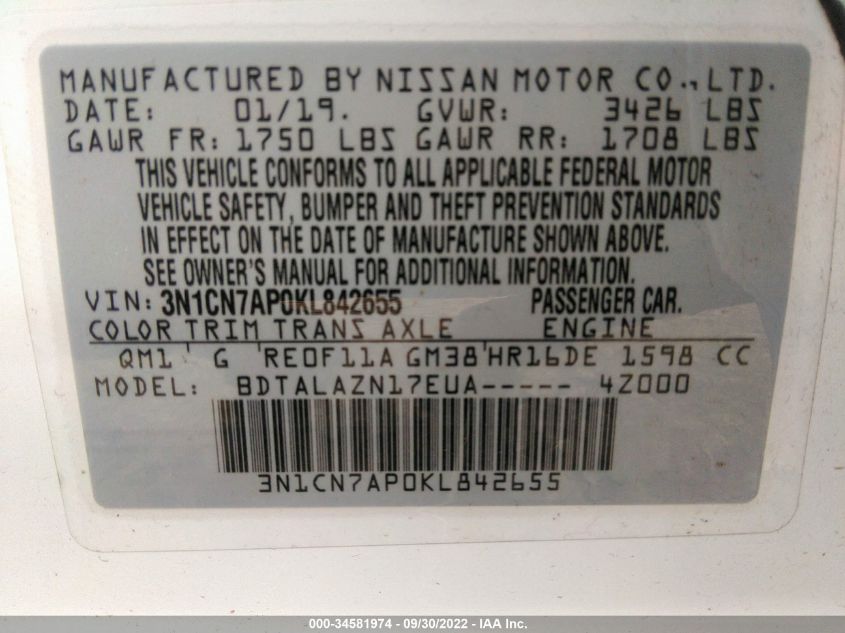 MANUFACTURED BY NISSAN MOTOR CO., LTD.
DATE: 01/19. GVWR: 3426 LBS
GAWR FR: 1750 LBS GAWR RR: 1708 LBS
THIS VEHICLE CONFORMS TO ALL APPLICABLE FEDERAL MOTOR
VEHICLE SAFETY, BUMPER AND THEFT PREVENTION STANDARDS
IN EFFECT ON THE DATE OF MANUFACTURE SHOWN ABOVE.
SEE OWNER'S MANUAL FOR ADDITIONAL INFORMATION.
VIN: 3N1CN7AP0KL842655 PASSENGER CAR.
COLOR TRIM TRANS AXLE ENGINE
QM1 G RE0F11A GM38 HR16DE 1598 CC
MODEL: BDTALAZN17EUA----- 4Z000
3N1CN7AP0KL842655
000-34581974 - 09/30/2022 - IAA Inc.